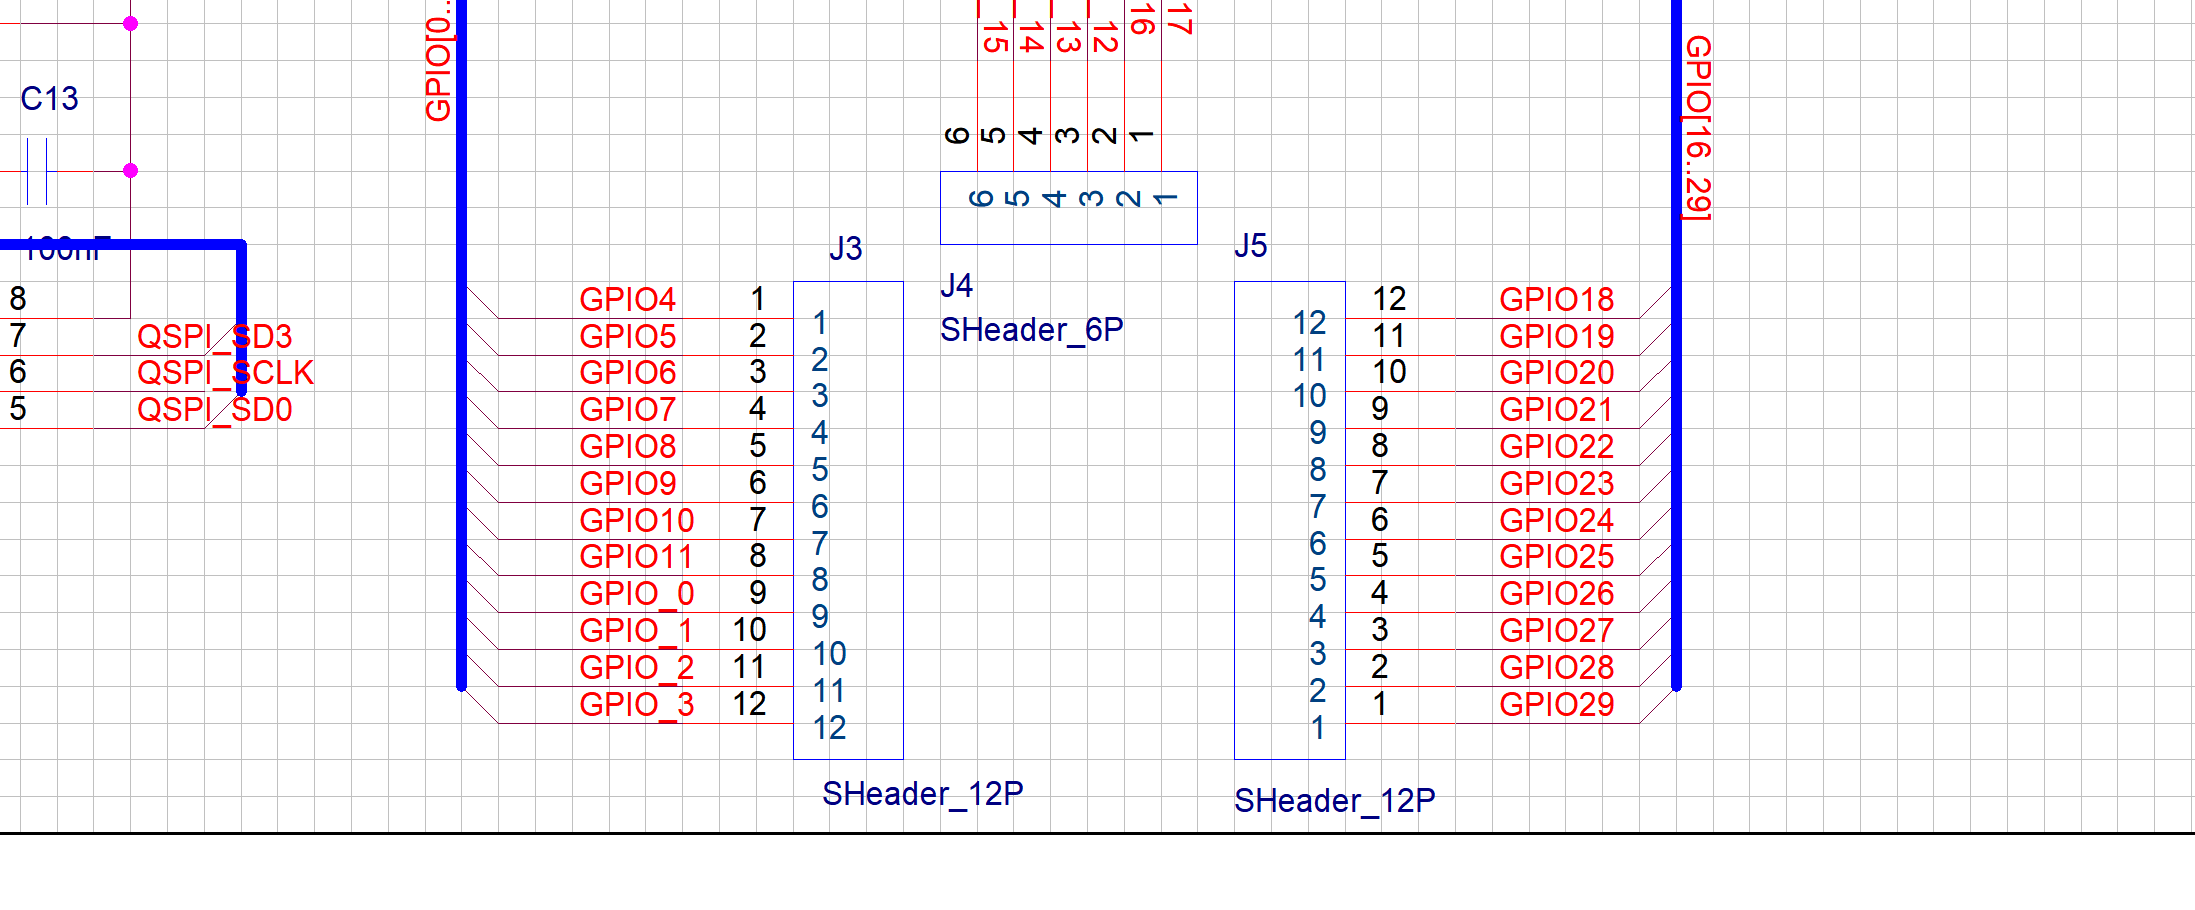 GPIO[0..
_15
_14
_13
_12
16
17
GPIO[16..29]
C13
100nF
6 5 4 3 2 1
6 5 4 3 2 1
J4
SHeader_6P
8
7 QSPI_SD3
6 QSPI_SCLK
5 QSPI_SD0
J3
GPIO4 1 1
GPIO5 2 2
GPIO6 3 3
GPIO7 4 4
GPIO8 5 5
GPIO9 6 6
GPIO10 7 7
GPIO11 8 8
GPIO_0 9 9
GPIO_1 10 10
GPIO_2 11 11
GPIO_3 12 12
SHeader_12P
J5
12 12 GPIO18
11 11 GPIO19
10 10 GPIO20
9 9 GPIO21
8 8 GPIO22
7 7 GPIO23
6 6 GPIO24
5 5 GPIO25
4 4 GPIO26
3 3 GPIO27
2 2 GPIO28
1 1 GPIO29
SHeader_12P